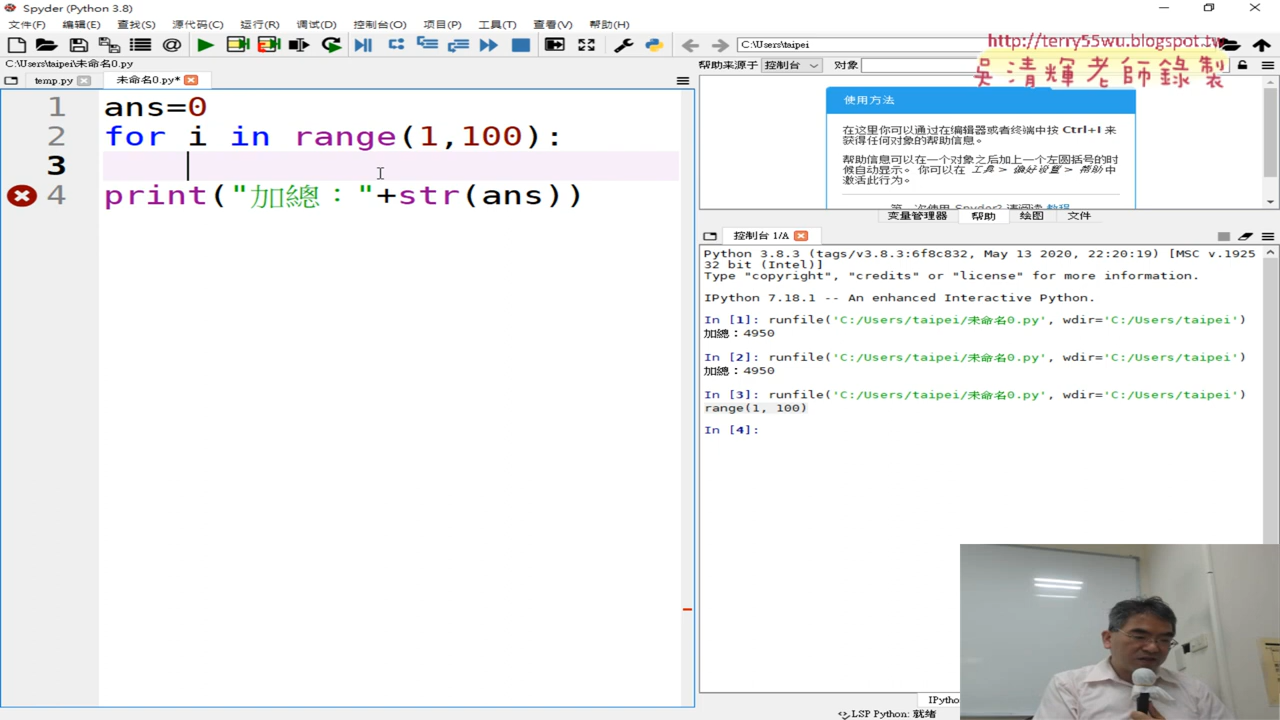 Spyder (Python 3.8)
文件(F) 编辑(E) 查找(S) 源代码(C) 运行(R) 调试(D) 控制台(O) 项目(P) 工具(T) 查看(V) 帮助(H)
C:\Users\taipei
http://terry55wu.blogspot.tw
C:\Users\taipei\未命名0.py
吳清輝老師錄製
temp.py 未命名0.py*
帮助来源于 控制台 对象
1 ans=0
2 for i in range(1,100):
3
4 print("加總："+str(ans))
使用方法
在这里你可以通过在编辑器或者终端中按 Ctrl+I 来
获得任何对象的帮助信息。
帮助信息可以在一个对象之后加上一个左圆括号的时
候自动显示。你可以在 工具 > 偏好设置 > 帮助 中
激活此行为。
第一次使用 Spyder? 请阅读 教程
变量管理器 帮助 绘图 文件
控制台 1/A
Python 3.8.3 (tags/v3.8.3:6f8c832, May 13 2020, 22:20:19) [MSC v.1925
32 bit (Intel)]
Type "copyright", "credits" or "license" for more information.
IPython 7.18.1 -- An enhanced Interactive Python.
In [1]: runfile('C:/Users/taipei/未命名0.py', wdir='C:/Users/taipei')
加總：4950
In [2]: runfile('C:/Users/taipei/未命名0.py', wdir='C:/Users/taipei')
加總：4950
In [3]: runfile('C:/Users/taipei/未命名0.py', wdir='C:/Users/taipei')
range(1, 100)
In [4]:
IPytho
LSP Python: 就绪